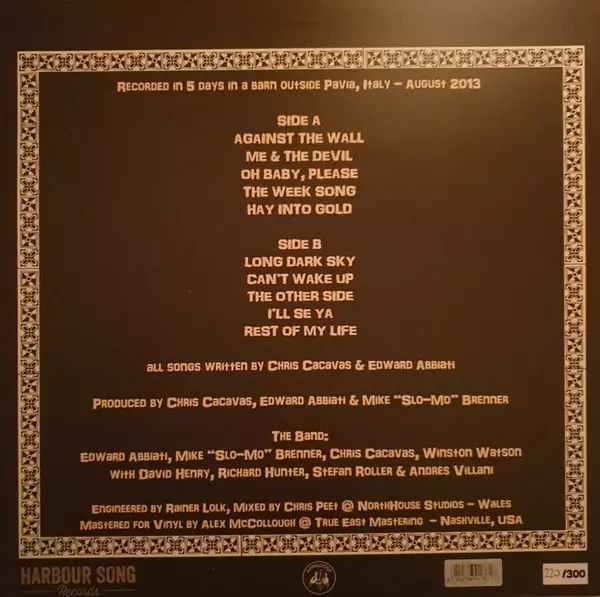 Recorded in 5 days in a barn outside Pavia, Italy – August 2013
SIDE A
AGAINST THE WALL
ME & THE DEVIL
OH BABY, PLEASE
THE WEEK SONG
HAY INTO GOLD
SIDE B
LONG DARK SKY
CAN'T WAKE UP
THE OTHER SIDE
I'LL SE YA
REST OF MY LIFE
all songs written by Chris Cacavas & Edward Abbiati
Produced by Chris Cacavas, Edward Abbiati & Mike "Slo-Mo" Brenner
The Band:
Edward Abbiati, Mike "Slo-Mo" Brenner, Chris Cacavas, Winston Watson
with David Henry, Richard Hunter, Stefan Roller & Andres Villani
Engineered by Rainer Lolk, Mixed by Chris Peet @ NorthHouse Studios – Wales
Mastered for Vinyl by Alex McCollough @ True East Mastering – Nashville, USA
HARBOUR SONG
Records
220/300